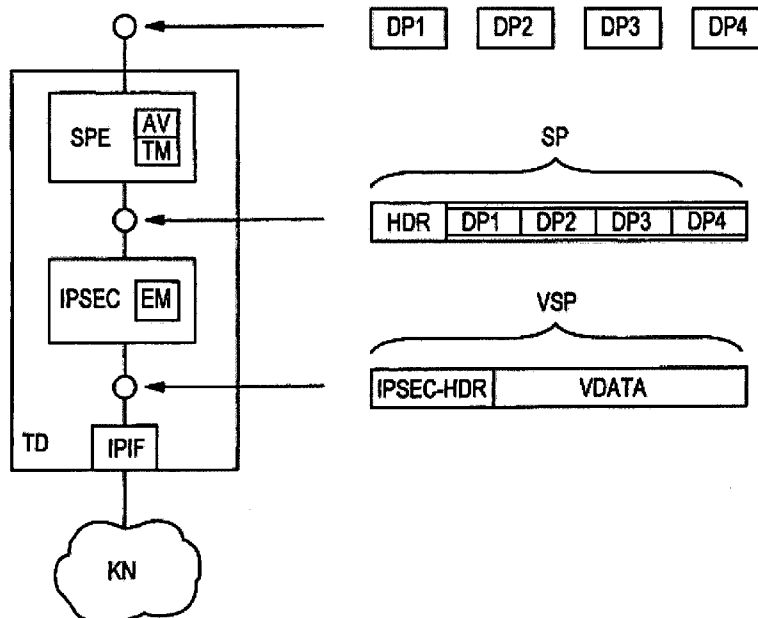 DP1 DP2 DP3 DP4
SPE AV
TM
SP
HDR DP1 DP2 DP3 DP4
IPSEC EM
VSP
IPSEC-HDR VDATA
TD IPIF
KN